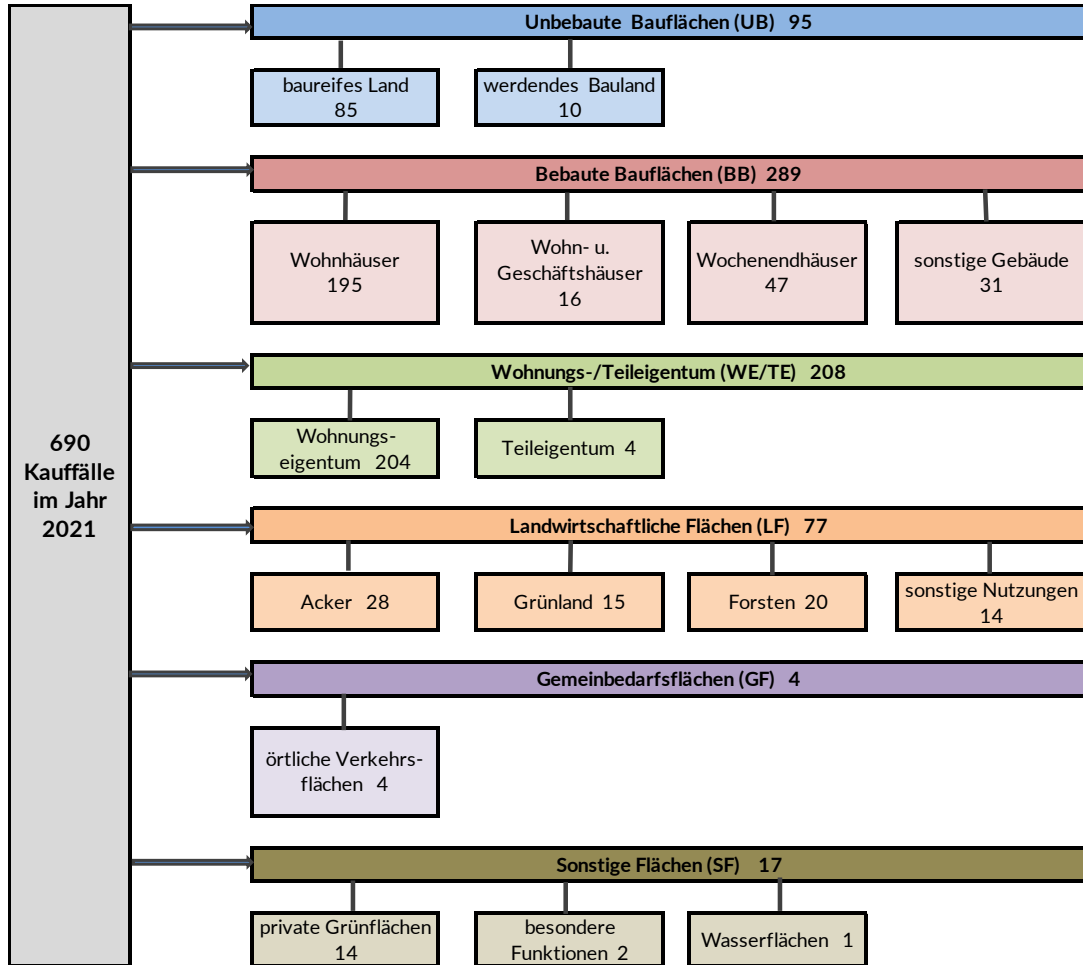 690
Kauffälle
im Jahr
2021
Unbebaute Bauflächen (UB) 95
baureifes Land
85
werdendes Bauland
10
Bebaute Bauflächen (BB) 289
Wohnhäuser
195
Wohn- u.
Geschäftshäuser
16
Wochenendhäuser
47
sonstige Gebäude
31
Wohnungs-/Teileigentum (WE/TE) 208
Wohnungs-
eigentum 204
Teileigentum 4
Landwirtschaftliche Flächen (LF) 77
Acker 28
Grünland 15
Forsten 20
sonstige Nutzungen
14
Gemeinbedarfsflächen (GF) 4
örtliche Verkehrs-
flächen 4
Sonstige Flächen (SF) 17
private Grünflächen
14
besondere
Funktionen 2
Wasserflächen 1